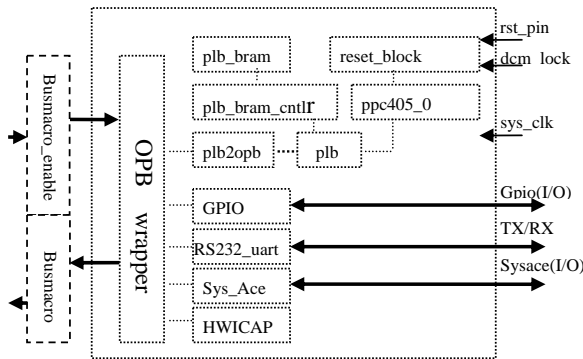 rst_pin
plb_bram
reset_block
dcm_lock
Busmacro_enable
plb_bram_cntlr
ppc405_0
sys_clk
OPB wrapper
plb2opb
plb
Gpio(I/O)
GPIO
TX/RX
RS232_uart
Sysace(I/O)
Busmacro
Sys_Ace
HWICAP